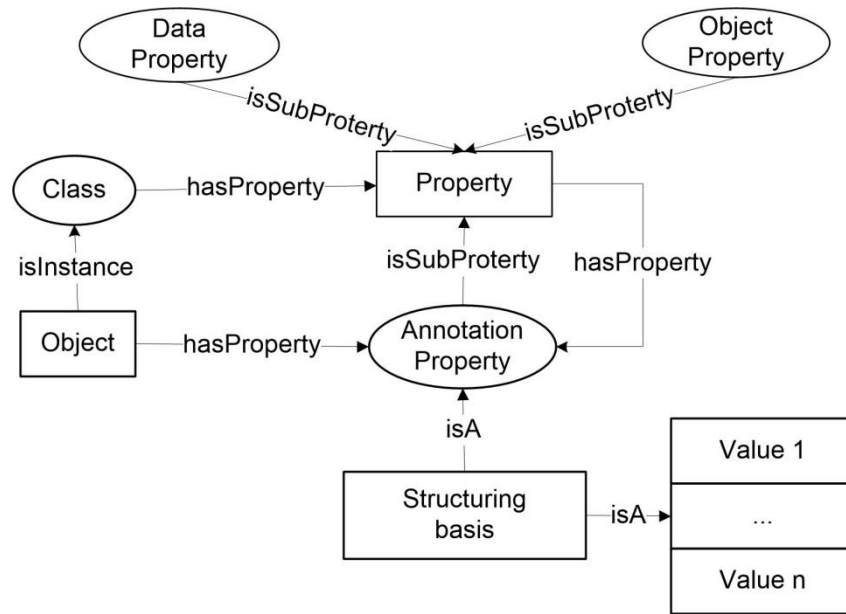 Data
Property
Object
Property
isSubProterty
isSubProterty
Class
hasProperty
Property
isInstance
isSubProterty
hasProperty
Object
hasProperty
Annotation
Property
isA
Value 1
Structuring
basis
isA
...
Value n